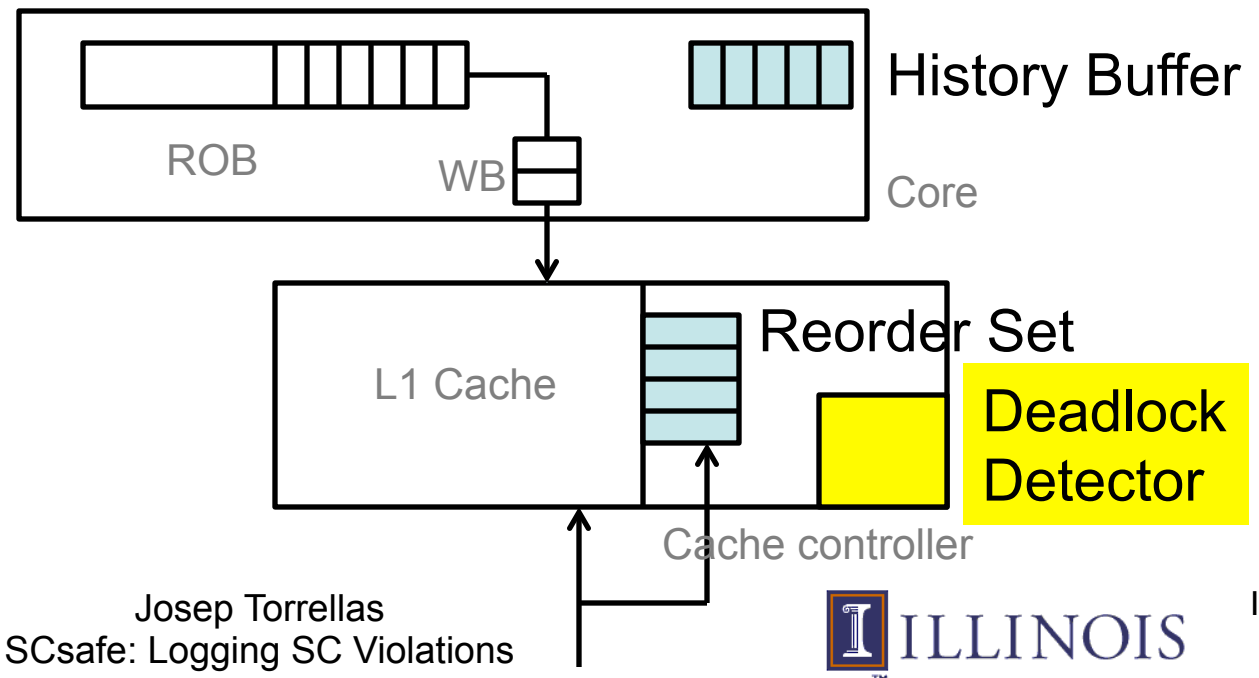 History Buffer
ROB
WB
Core
Reorder Set
L1 Cache
Deadlock
Detector
Cache controller
Josep Torrellas
SCsafe: Logging SC Violations
I ILLINOIS
TM
I